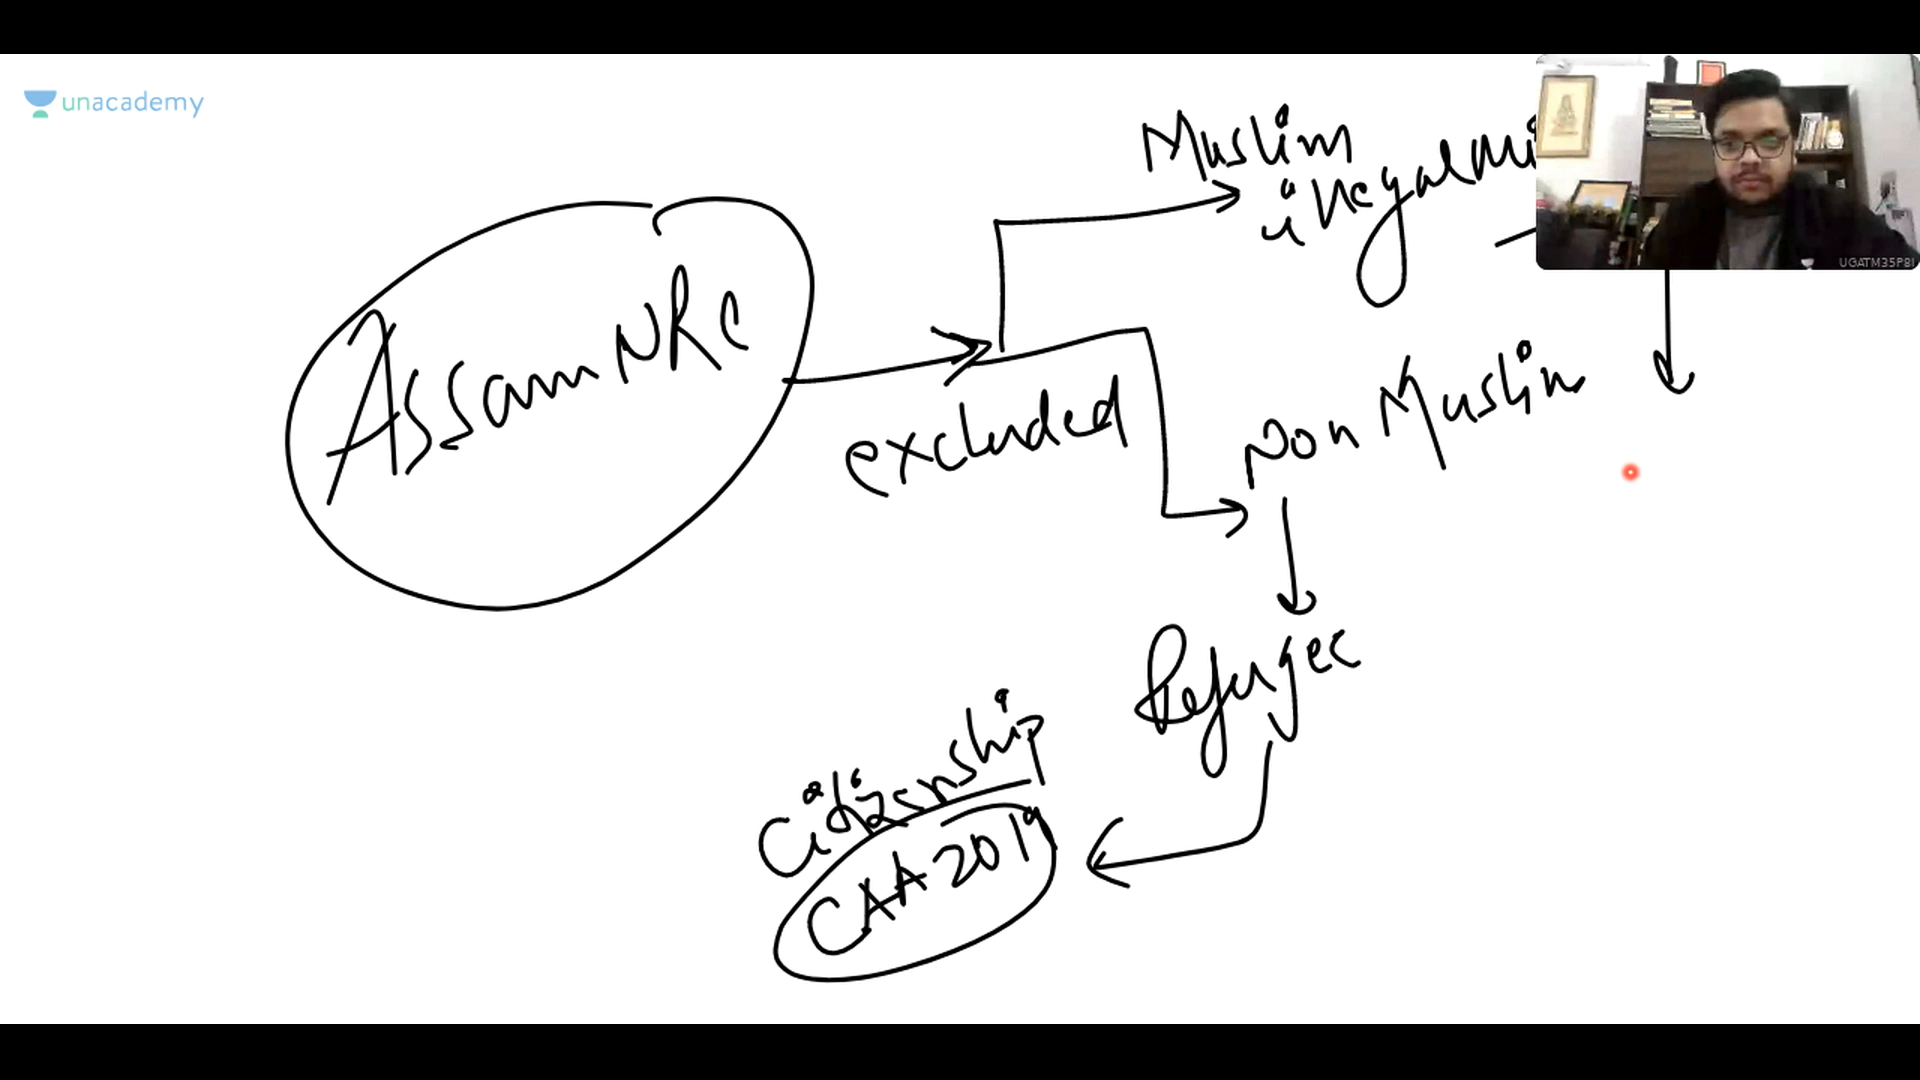 unacademy
Muslim
illegal Mi
UGATM35P8I
Assam NRC
excluded
Non Muslim
Refugee
Citizenship
CAA 2019